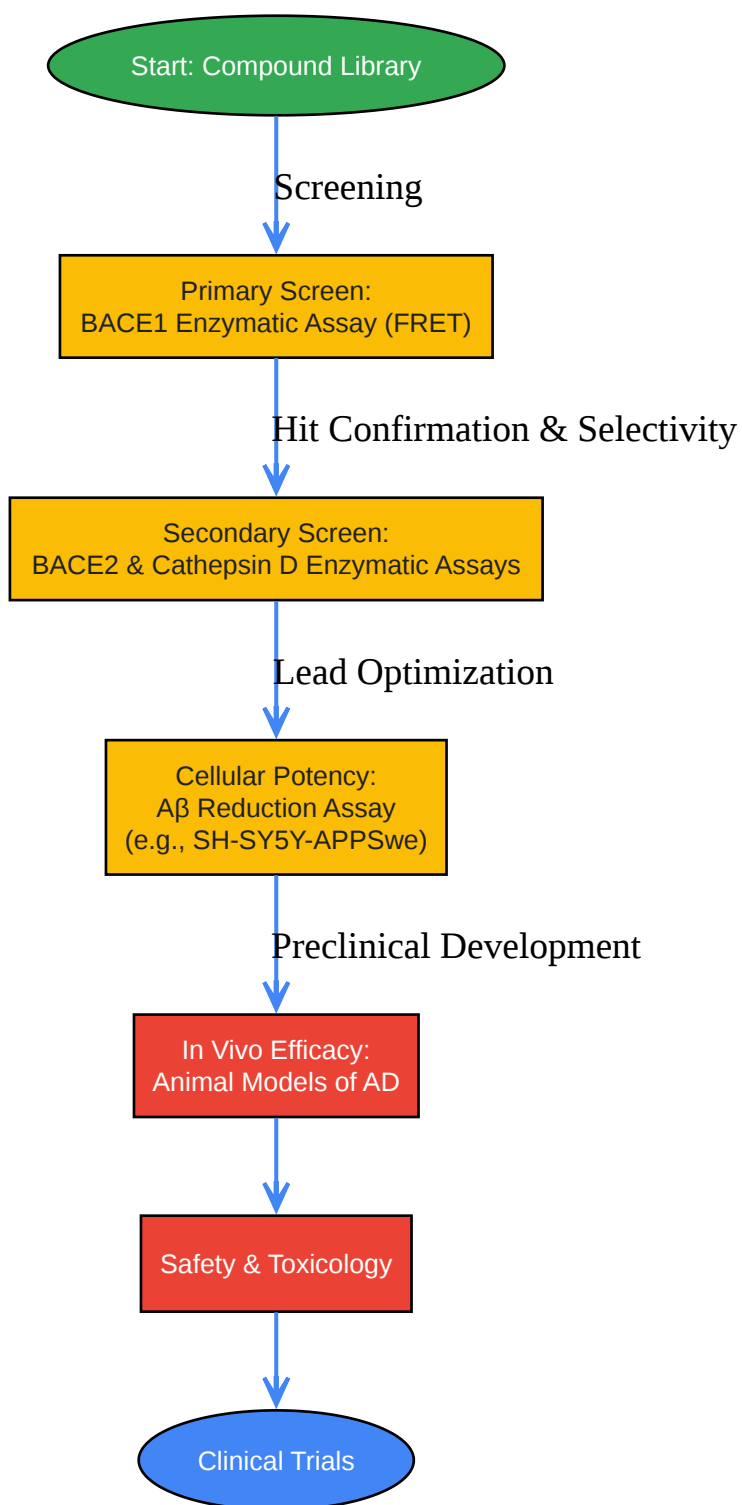 Start: Compound Library
Screening
Primary Screen:
BACE1 Enzymatic Assay (FRET)
Hit Confirmation & Selectivity
Secondary Screen:
BACE2 & Cathepsin D Enzymatic Assays
Lead Optimization
Cellular Potency:
Aβ Reduction Assay
(e.g., SH-SY5Y-APPSwe)
Preclinical Development
In Vivo Efficacy:
Animal Models of AD
Safety & Toxicology
Clinical Trials